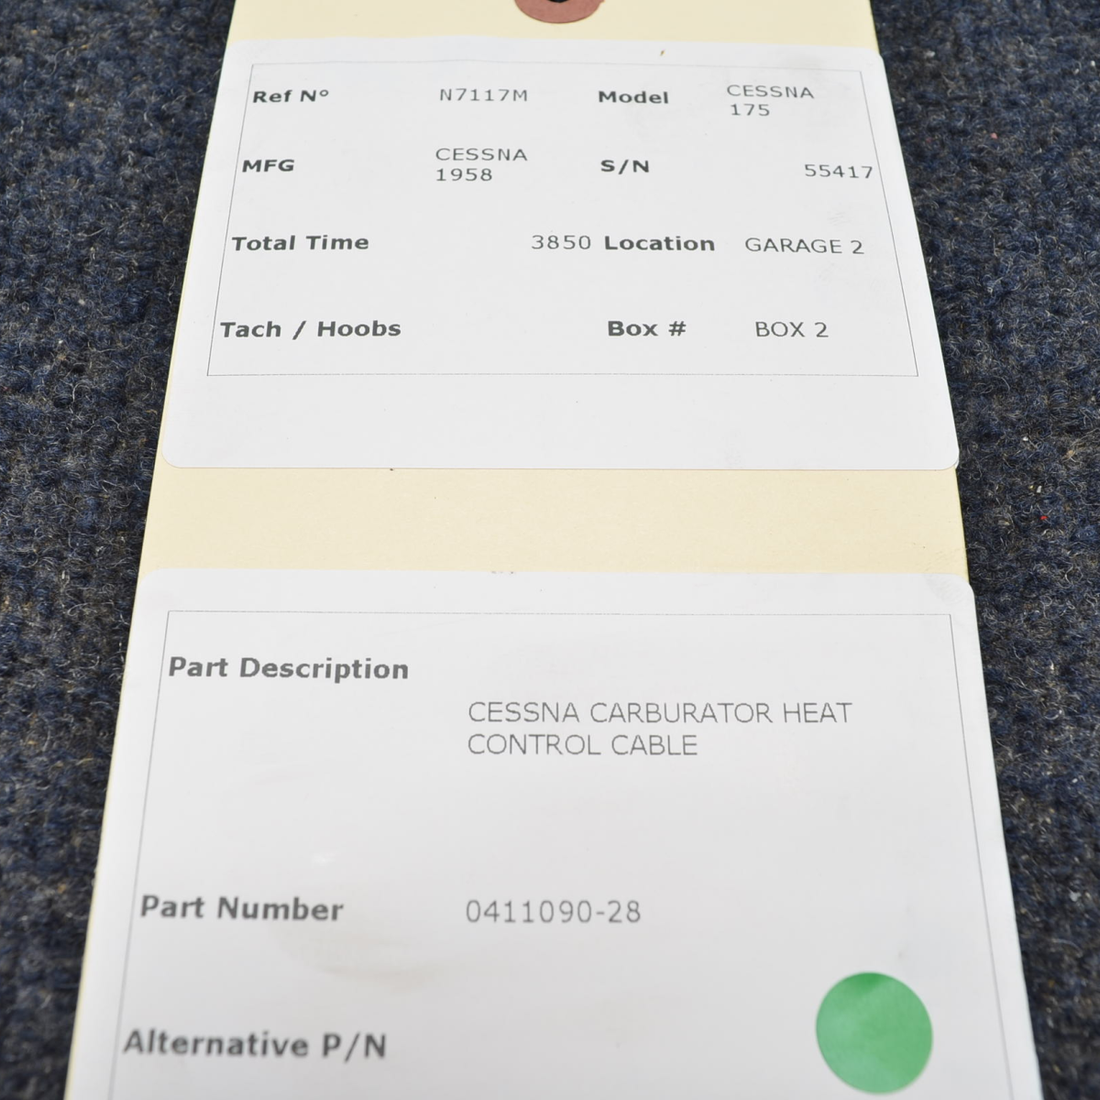 Ref N° N7117M Model CESSNA 175
MFG CESSNA 1958 S/N 55417
Total Time 3850 Location GARAGE 2
Tach / Hoobs Box # BOX 2
Part Description
CESSNA CARBURATOR HEAT
CONTROL CABLE
Part Number 0411090-28
Alternative P/N